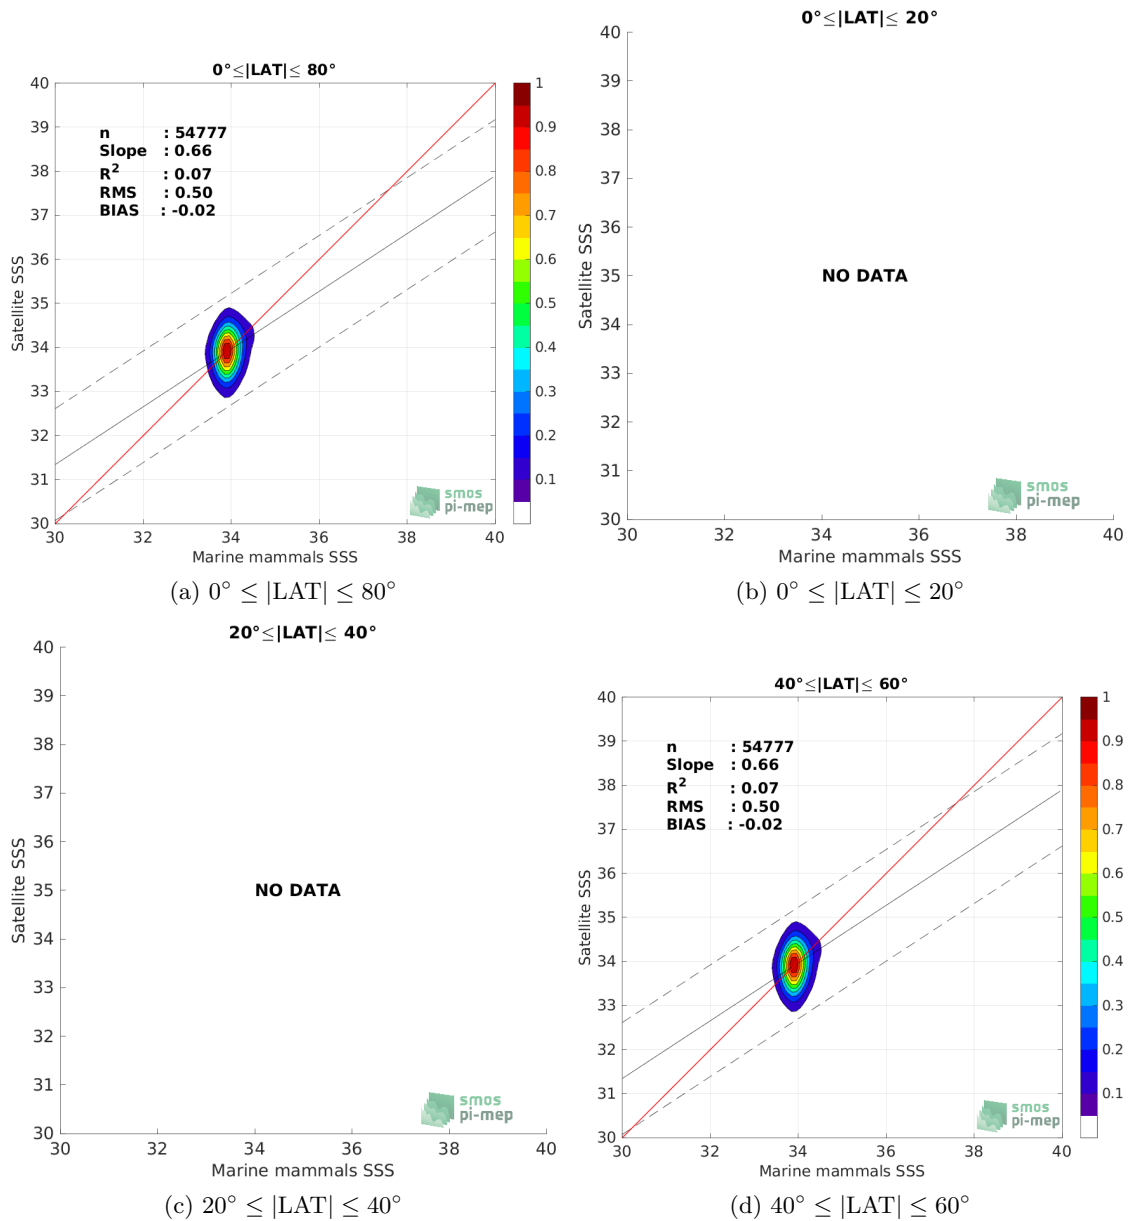 0°≤|LAT|≤ 80°
40
39
38
37
36
35
34
33
32
31
30
Satellite SSS
n : 54777
Slope : 0.66
R² : 0.07
RMS : 0.50
BIAS : -0.02
smos
pi-mep
30 32 34 36 38 40
Marine mammals SSS
1
0.9
0.8
0.7
0.6
0.5
0.4
0.3
0.2
0.1
(a) 0° ≤ |LAT| ≤ 80°
0°≤|LAT|≤ 20°
40
39
38
37
36
35
34
33
32
31
30
Satellite SSS
NO DATA
smos
pi-mep
30 32 34 36 38 40
Marine mammals SSS
(b) 0° ≤ |LAT| ≤ 20°
20°≤|LAT|≤ 40°
40
39
38
37
36
35
34
33
32
31
30
Satellite SSS
NO DATA
smos
pi-mep
30 32 34 36 38 40
Marine mammals SSS
(c) 20° ≤ |LAT| ≤ 40°
40°≤|LAT|≤ 60°
40
39
38
37
36
35
34
33
32
31
30
Satellite SSS
n : 54777
Slope : 0.66
R² : 0.07
RMS : 0.50
BIAS : -0.02
smos
pi-mep
30 32 34 36 38 40
Marine mammals SSS
1
0.9
0.8
0.7
0.6
0.5
0.4
0.3
0.2
0.1
(d) 40° ≤ |LAT| ≤ 60°